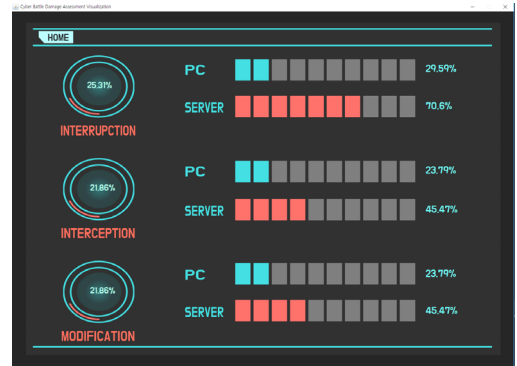 Cyber Battle Damage Assessment Visualization
HOME
PC 29.59%
25.31%
SERVER 70.6%
INTERRUPCTION
PC 23.79%
21.86%
SERVER 45.47%
INTERCEPTION
PC 23.79%
21.86%
SERVER 45.47%
MODIFICATION